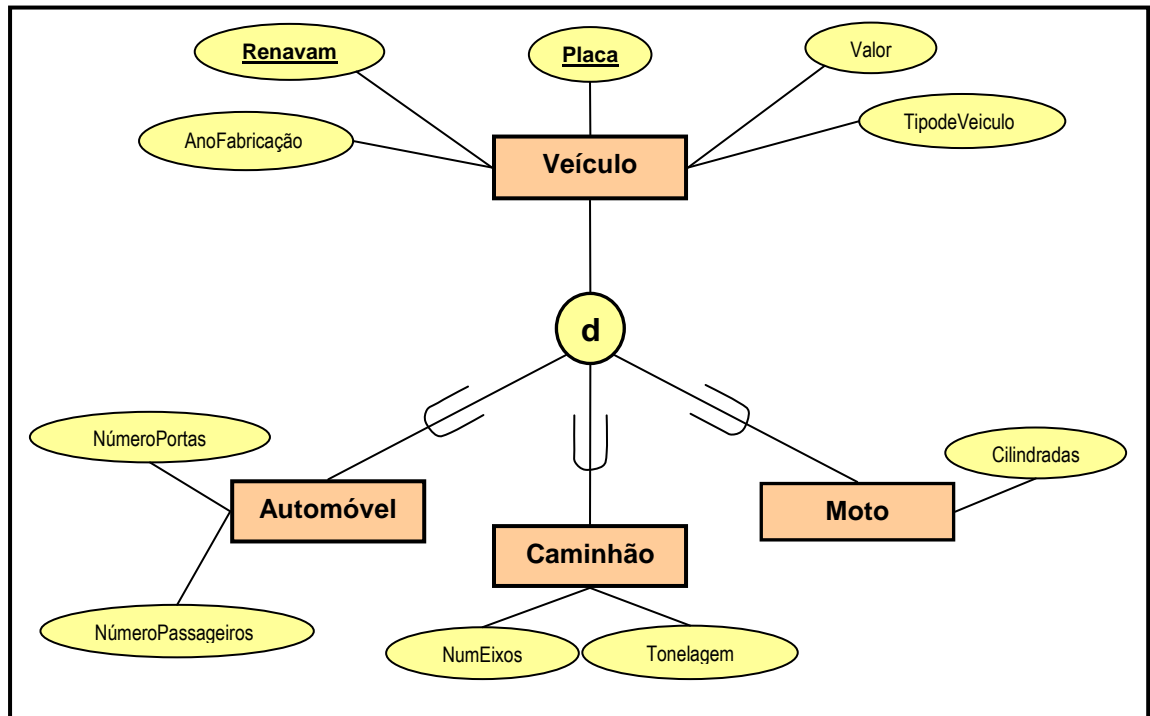 Renavam
Placa
Valor
AnoFabricação
TipodeVeiculo
Veículo
d
NúmeroPortas
Automóvel
NúmeroPassageiros
Caminhão
NumEixos
Tonelagem
Moto
Cilindradas